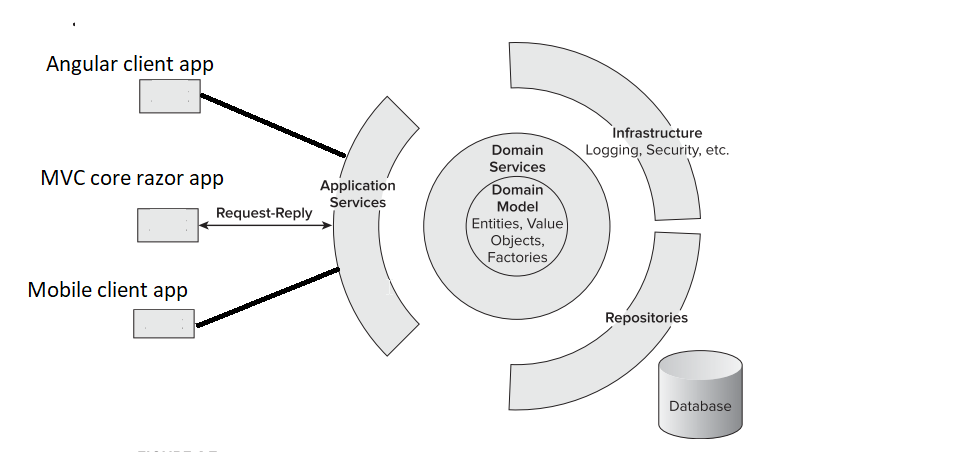 Angular client app
MVC core razor app
Request-Reply
Mobile client app
Application
Services
Domain
Services
Domain
Model
Entities, Value
Objects,
Factories
Infrastructure
Logging, Security, etc.
Repositories
Database